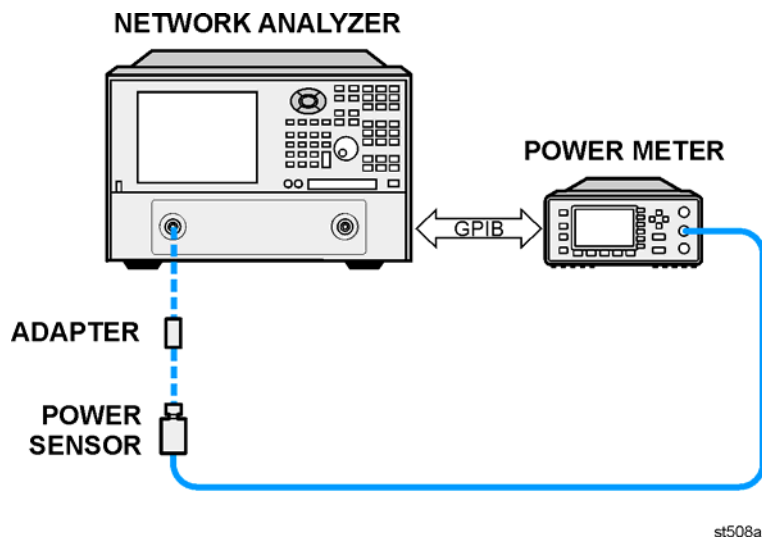 NETWORK ANALYZER
POWER METER
GPIB
ADAPTER
POWER
SENSOR
st508a